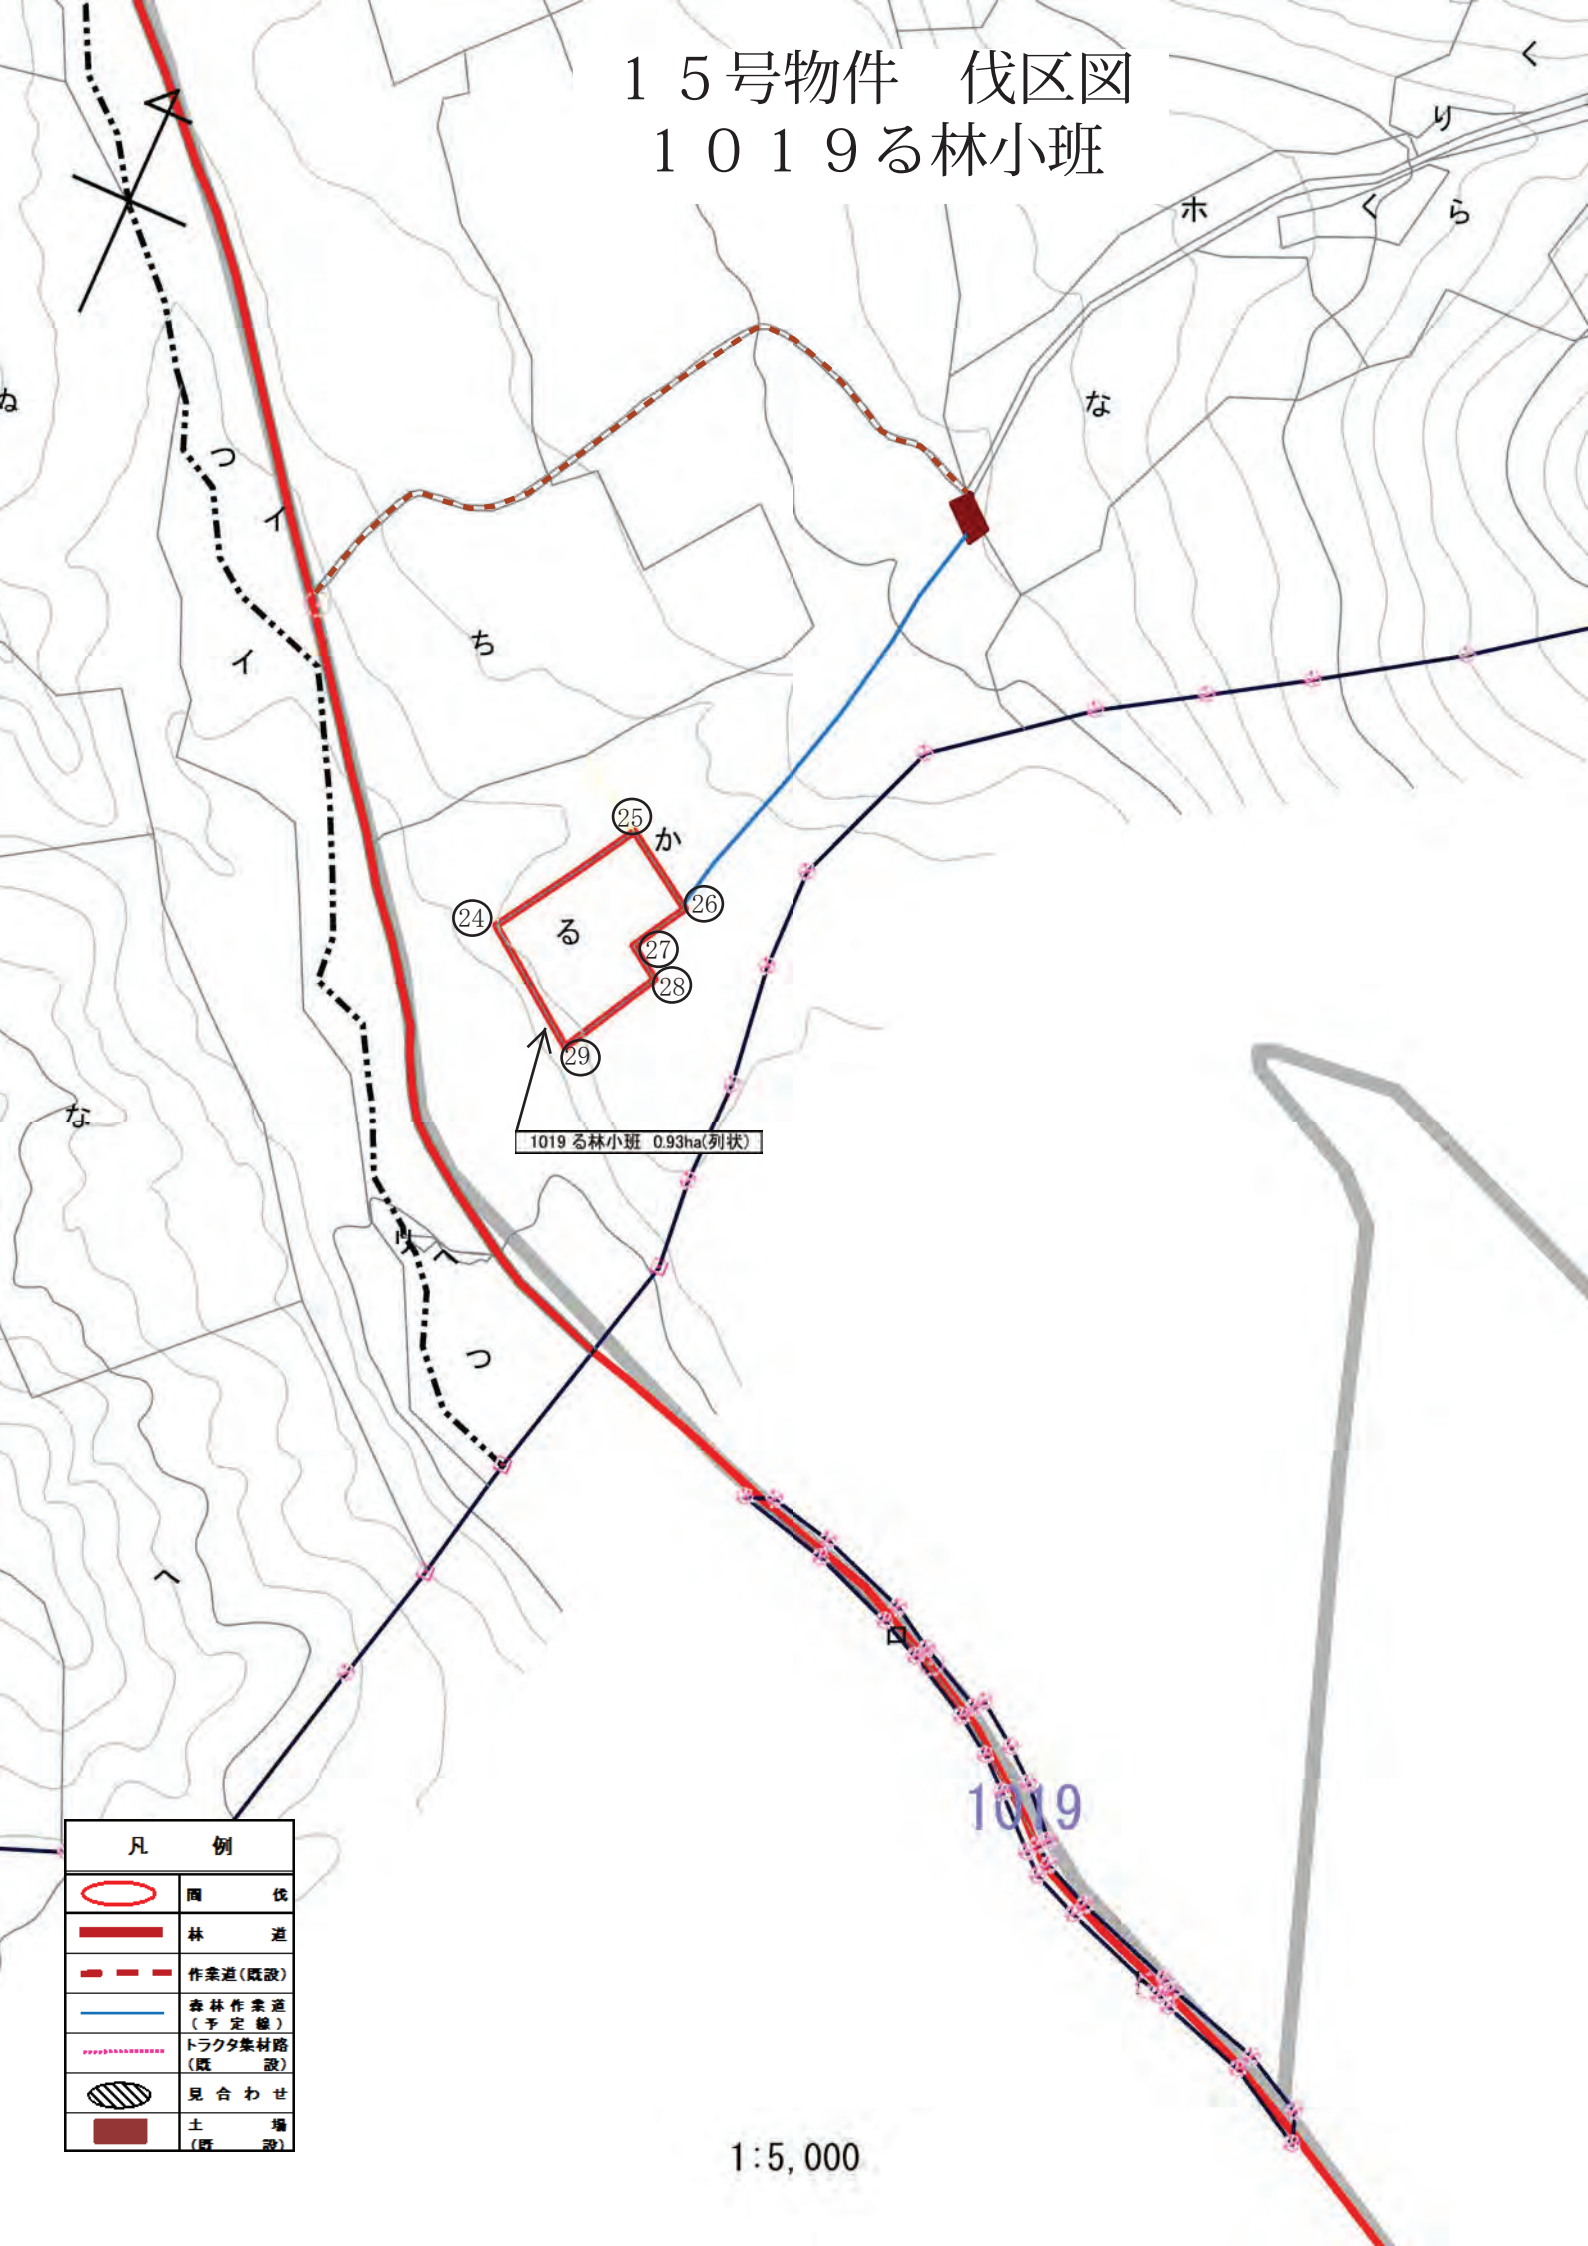 １５号物件　伐区図
１０１９る林小班
く
り
ホ
く
ら
ぬ
な
つ
イ
イ
ち
25
か
24
26
る
27
28
29
1019 る林小班 0.93ha(列状)
な
リ
へ
つ
へ
ロ
1019
凡 例
間 伐
林 道
作業道(既設)
森林作業道
(予定線)
トラクタ集材路
(既 設)
見合わせ
土 場
(既 設)
1:5,000